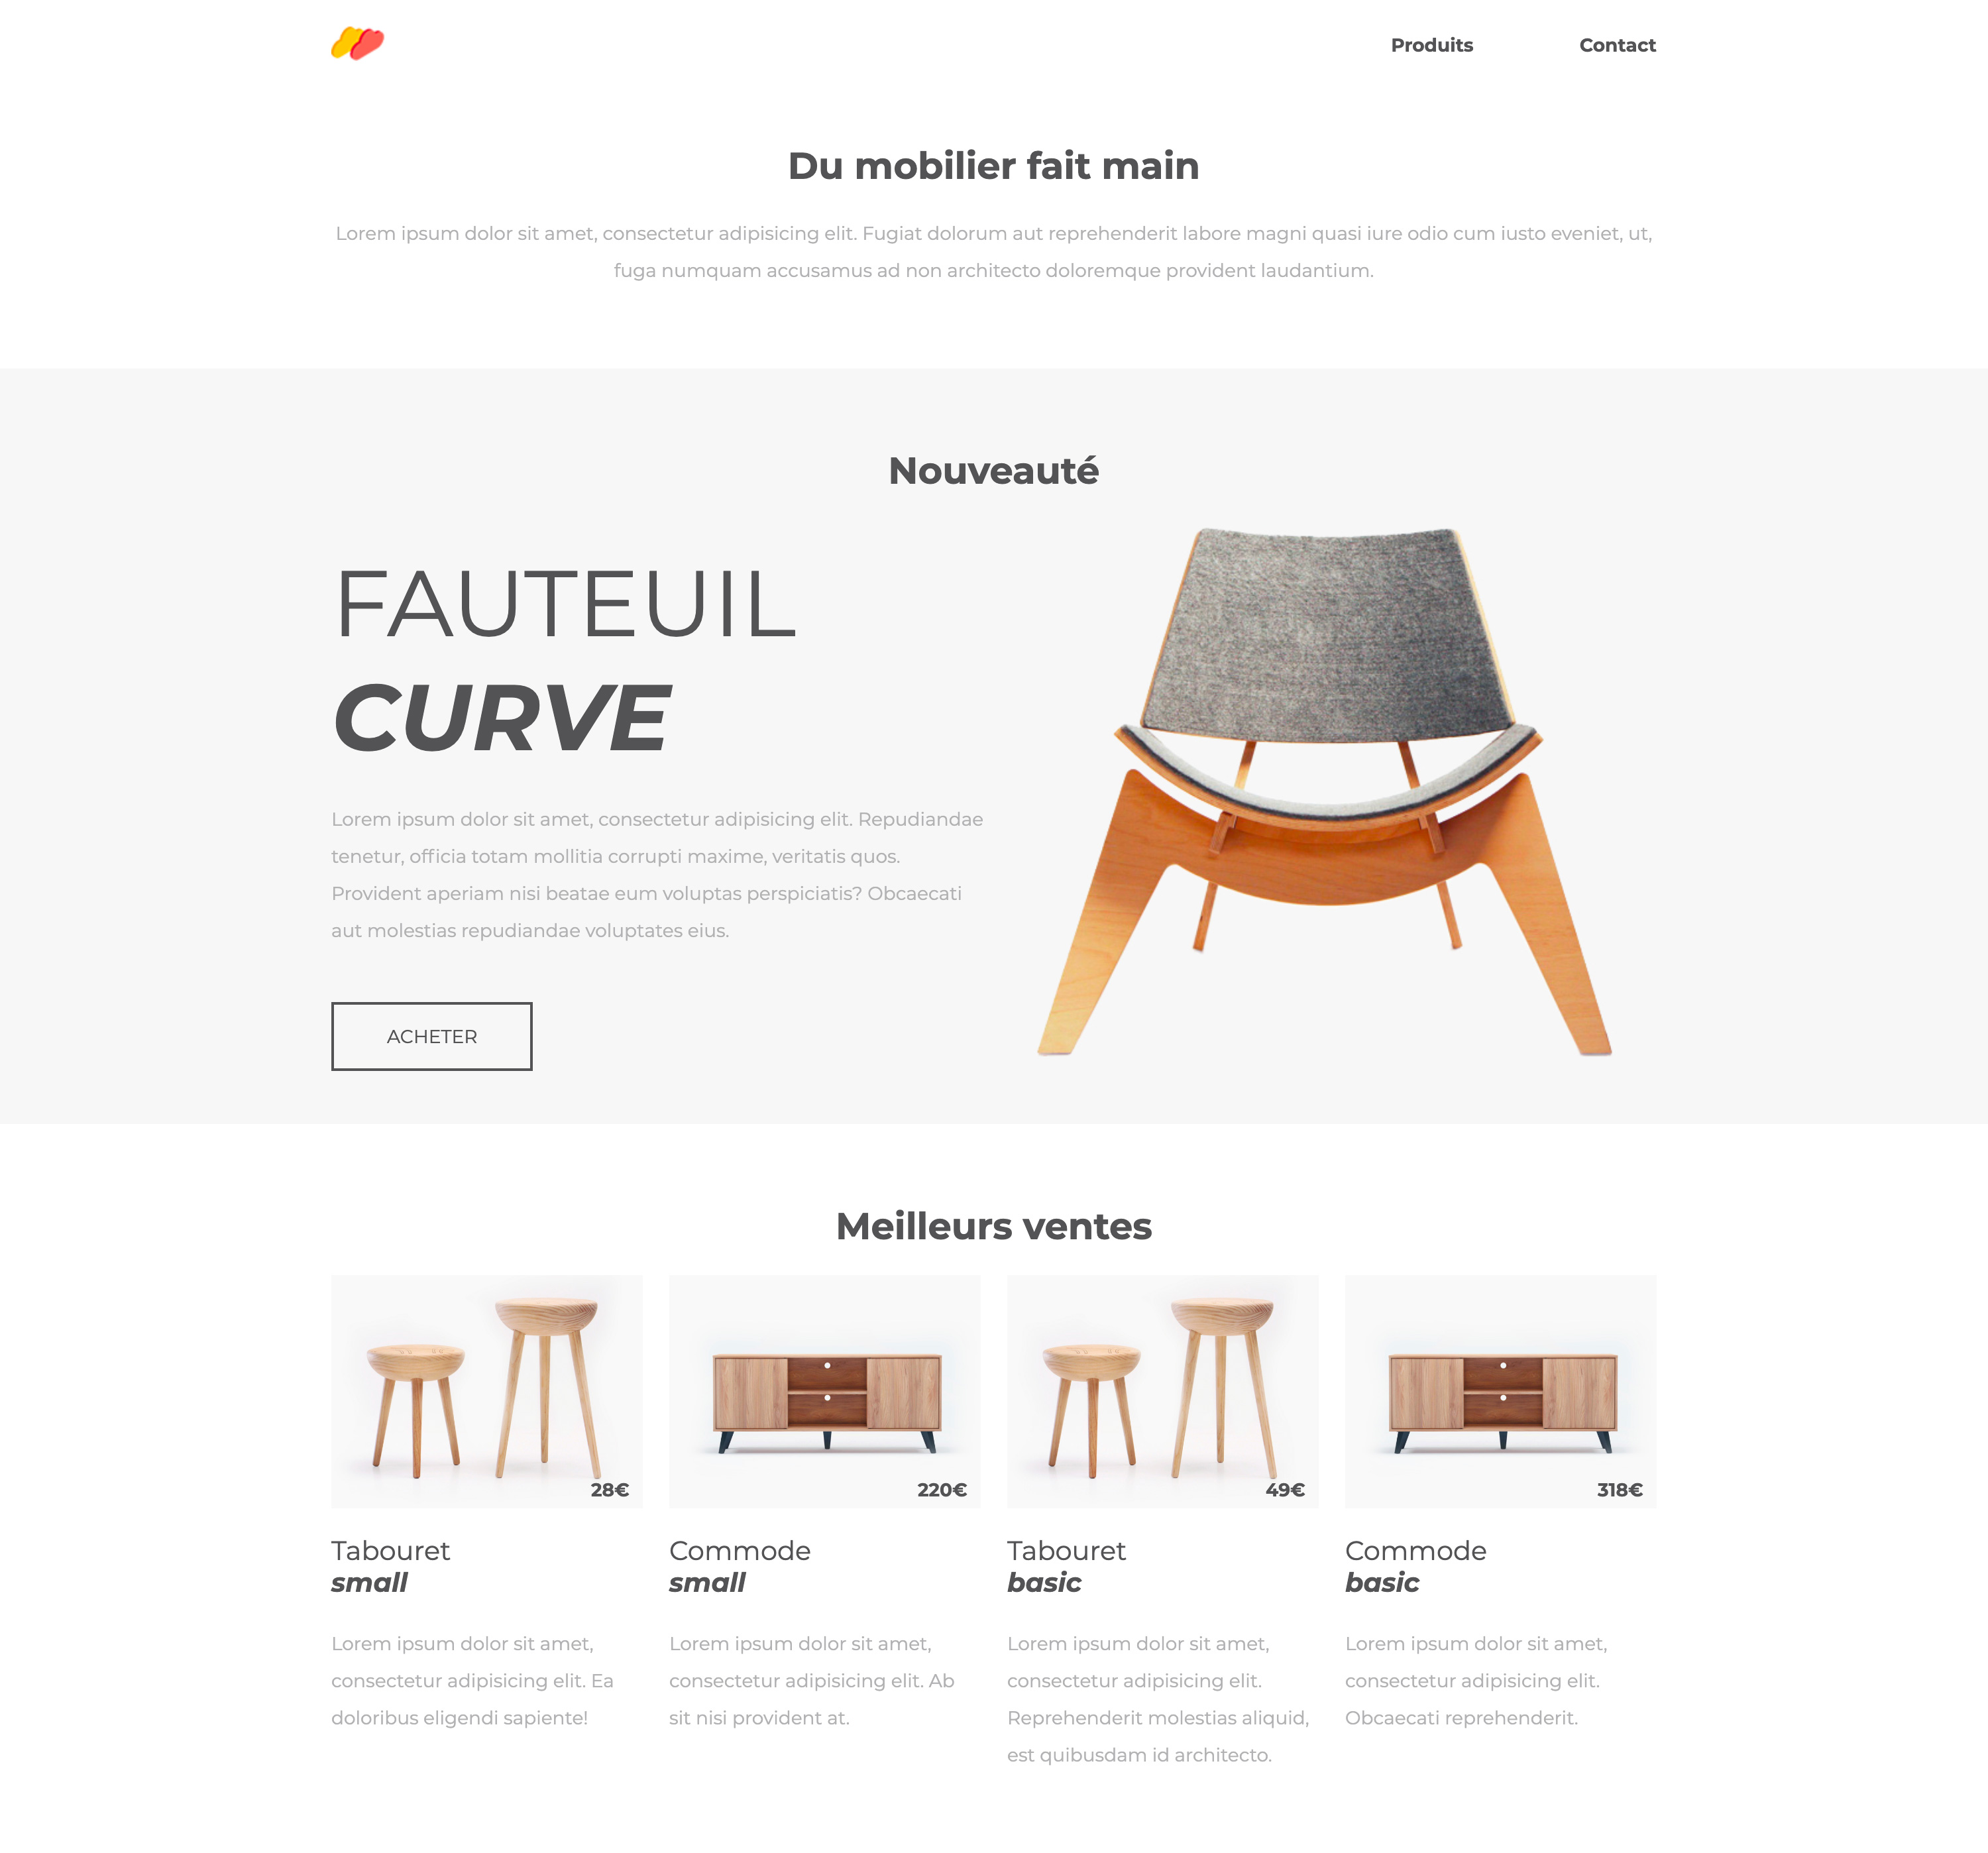 Produits
Contact
Du mobilier fait main
Lorem ipsum dolor sit amet, consectetur adipisicing elit. Fugiat dolorum aut reprehenderit labore magni quasi iure odio cum iusto eveniet, ut,
fuga numquam accusamus ad non architecto doloremque provident laudantium.
Nouveauté
FAUTEUIL
CURVE
Lorem ipsum dolor sit amet, consectetur adipisicing elit. Repudiandae
tenetur, officia totam mollitia corrupti maxime, veritatis quos.
Provident aperiam nisi beatae eum voluptas perspiciatis? Obcaecati
aut molestias repudiandae voluptates eius.
ACHETER
Meilleurs ventes
28€
Tabouret
small
Lorem ipsum dolor sit amet,
consectetur adipisicing elit. Ea
doloribus eligendi sapiente!
220€
Commode
small
Lorem ipsum dolor sit amet,
consectetur adipisicing elit. Ab
sit nisi provident at.
49€
Tabouret
basic
Lorem ipsum dolor sit amet,
consectetur adipisicing elit.
Reprehenderit molestias aliquid,
est quibusdam id architecto.
318€
Commode
basic
Lorem ipsum dolor sit amet,
consectetur adipisicing elit.
Obcaecati reprehenderit.